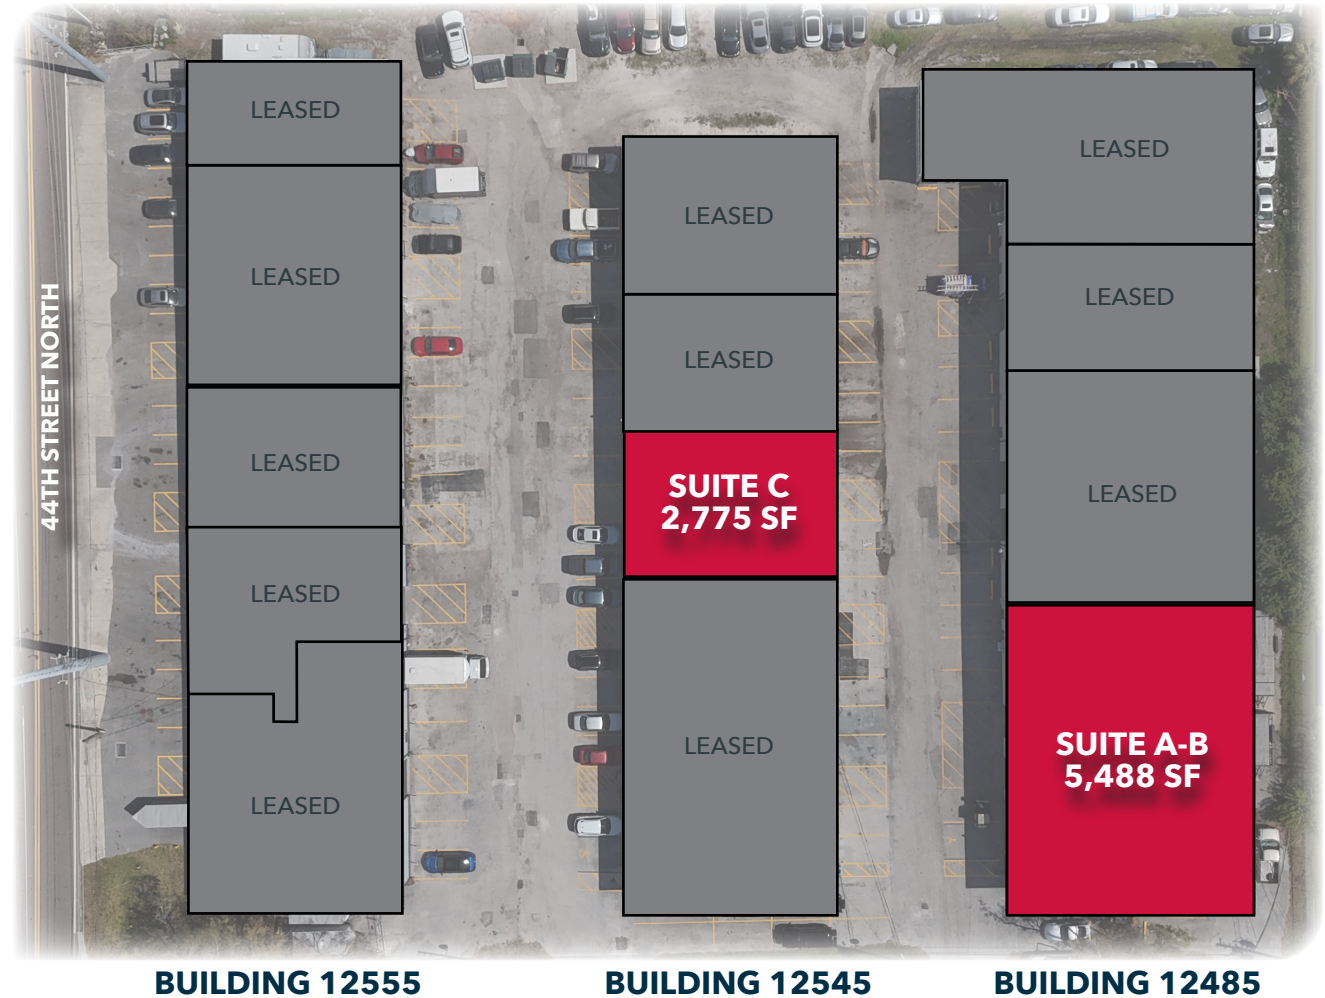 44TH STREET NORTH
LEASED
LEASED
LEASED
LEASED
LEASED
BUILDING 12555
LEASED
LEASED
SUITE C
2,775 SF
LEASED
BUILDING 12545
LEASED
LEASED
LEASED
SUITE A-B
5,488 SF
BUILDING 12485